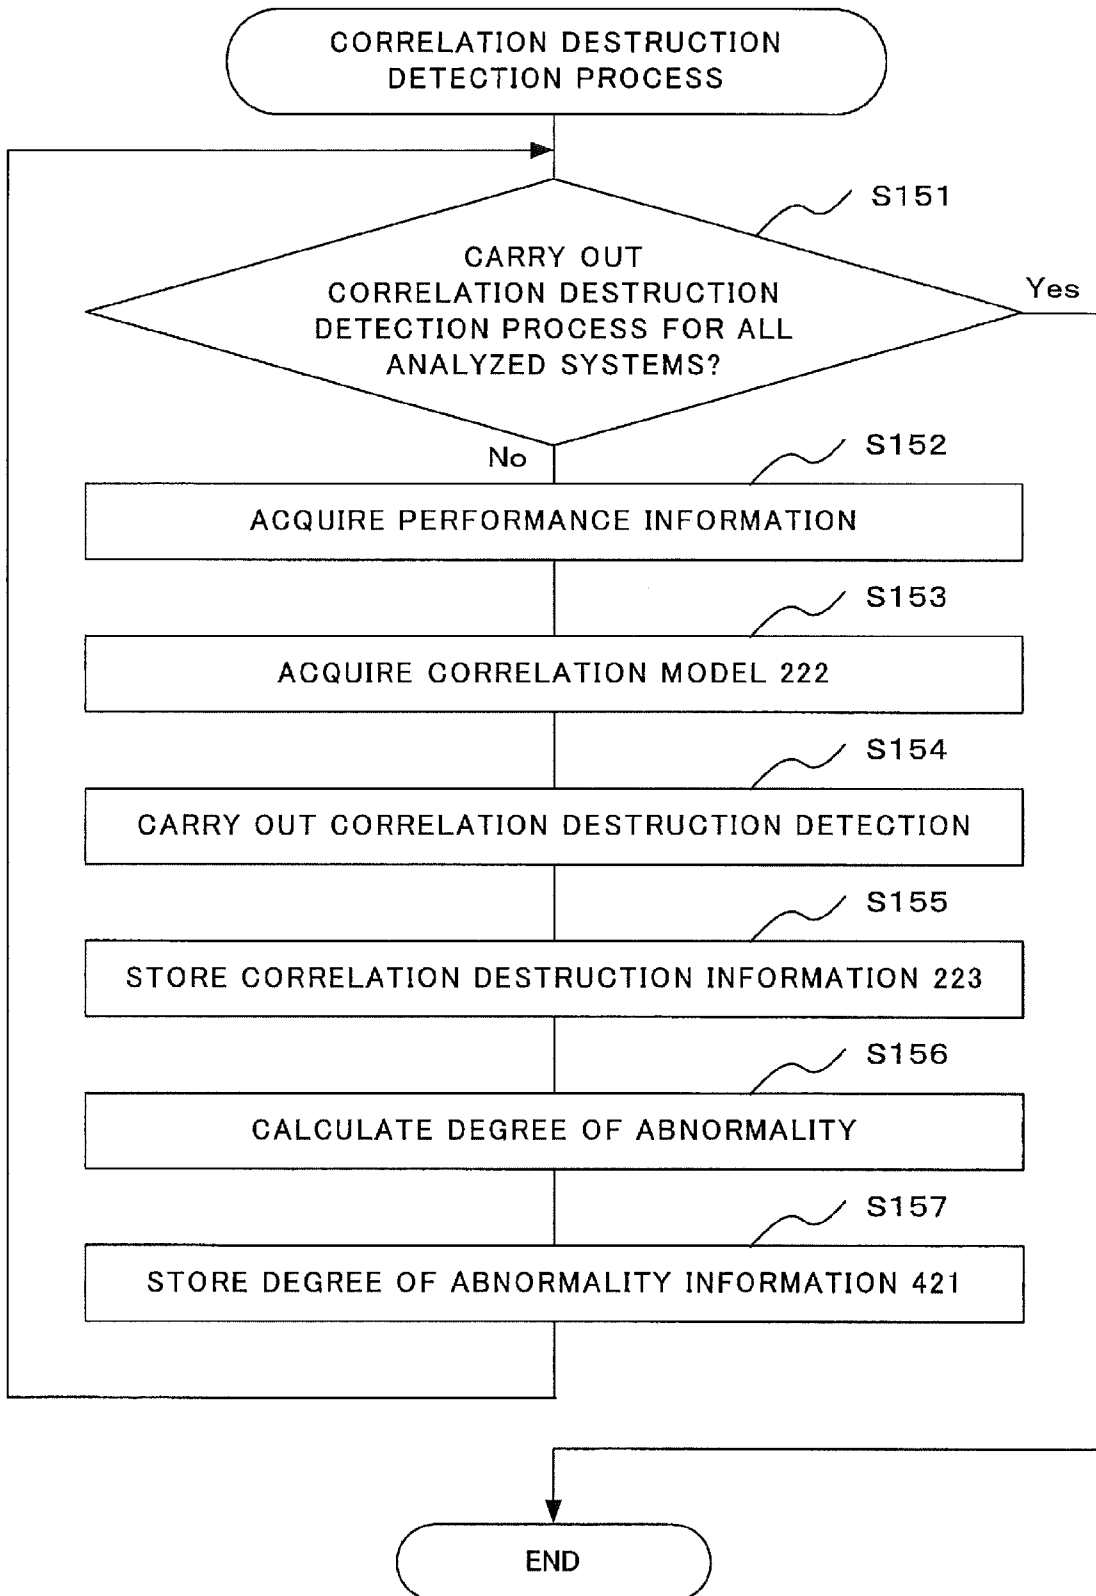 CORRELATION DESTRUCTION
DETECTION PROCESS
S151
CARRY OUT
CORRELATION DESTRUCTION
DETECTION PROCESS FOR ALL
ANALYZED SYSTEMS?
Yes
No
S152
ACQUIRE PERFORMANCE INFORMATION
S153
ACQUIRE CORRELATION MODEL 222
S154
CARRY OUT CORRELATION DESTRUCTION DETECTION
S155
STORE CORRELATION DESTRUCTION INFORMATION 223
S156
CALCULATE DEGREE OF ABNORMALITY
S157
STORE DEGREE OF ABNORMALITY INFORMATION 421
END